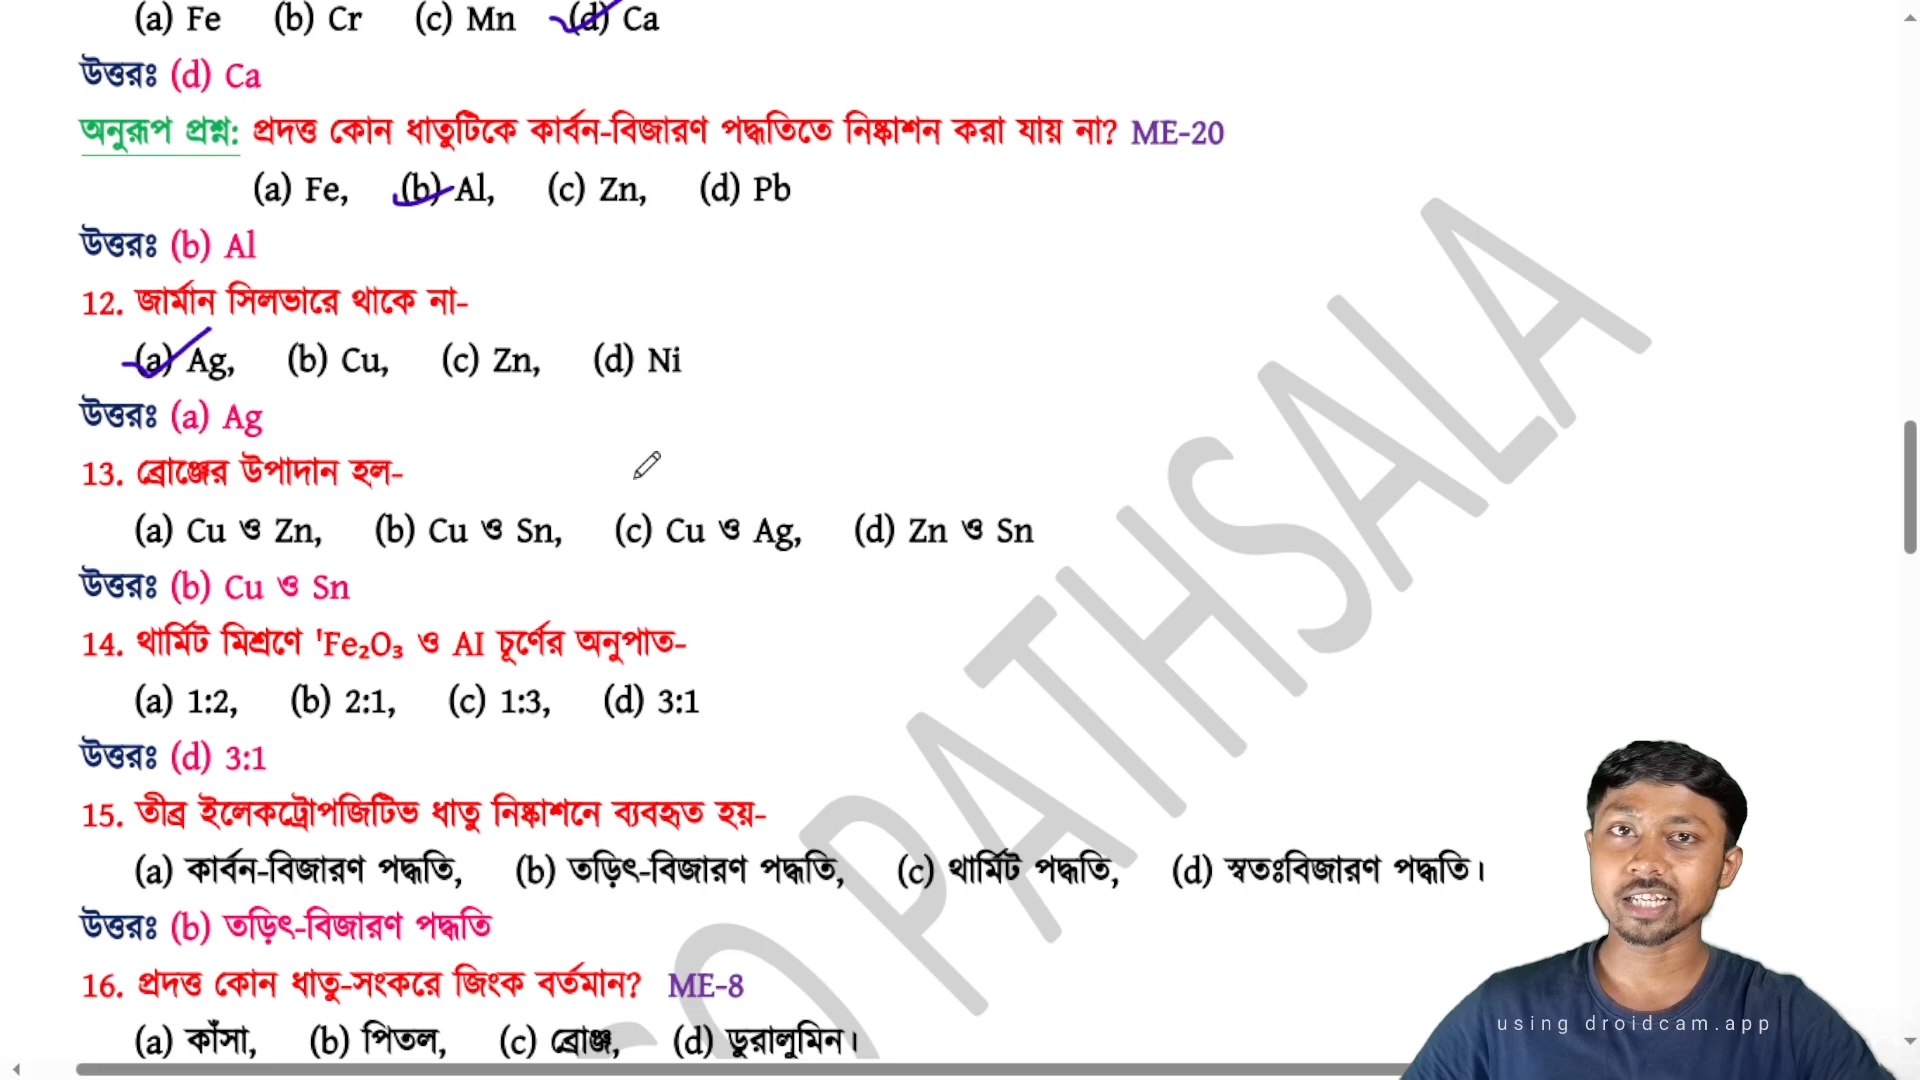 (a) Fe (b) Cr (c) Mn (d) Ca
উত্তরঃ (d) Ca
অনুরূপ প্রশ্ন: প্রদত্ত কোন ধাতুটিকে কার্বন-বিজারণ পদ্ধতিতে নিষ্কাশন করা যায় না? ME-20
(a) Fe, (b) Al, (c) Zn, (d) Pb
উত্তরঃ (b) Al
12. জার্মান সিলভারে থাকে না-
(a) Ag, (b) Cu, (c) Zn, (d) Ni
উত্তরঃ (a) Ag
13. ব্রোঞ্জের উপাদান হল-
(a) Cu ও Zn, (b) Cu ও Sn, (c) Cu ও Ag, (d) Zn ও Sn
উত্তরঃ (b) Cu ও Sn
14. থার্মিট মিশ্রণে 'Fe₂O₃ ও AI চূর্ণের অনুপাত-
(a) 1:2, (b) 2:1, (c) 1:3, (d) 3:1
উত্তরঃ (d) 3:1
15. তীব্র ইলেকট্রোপজিটিভ ধাতু নিষ্কাশনে ব্যবহৃত হয়-
(a) কার্বন-বিজারণ পদ্ধতি, (b) তড়িৎ-বিজারণ পদ্ধতি, (c) থার্মিট পদ্ধতি, (d) স্বতঃবিজারণ পদ্ধতি।
উত্তরঃ (b) তড়িৎ-বিজারণ পদ্ধতি
16. প্রদত্ত কোন ধাতু-সংকরে জিংক বর্তমান? ME-8
(a) কাঁসা, (b) পিতল, (c) ব্রোঞ্জ, (d) ডুরালুমিন।
PATHSALA
using droidcam.app